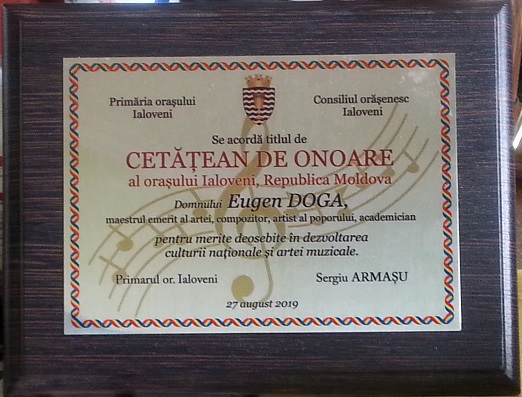 Primăria orașului
Ialoveni
Consiliul orășenesc
Ialoveni
Se acordă titlul de
CETĂȚEAN DE ONOARE
al orașului Ialoveni, Republica Moldova
Domnului Eugen DOGA,
maestrul emerit al artei, compozitor, artist al poporului, academician
pentru merite deosebite în dezvoltarea
culturii naționale și artei muzicale.
Primarul or. Ialoveni Sergiu ARMAȘU
27 august 2019